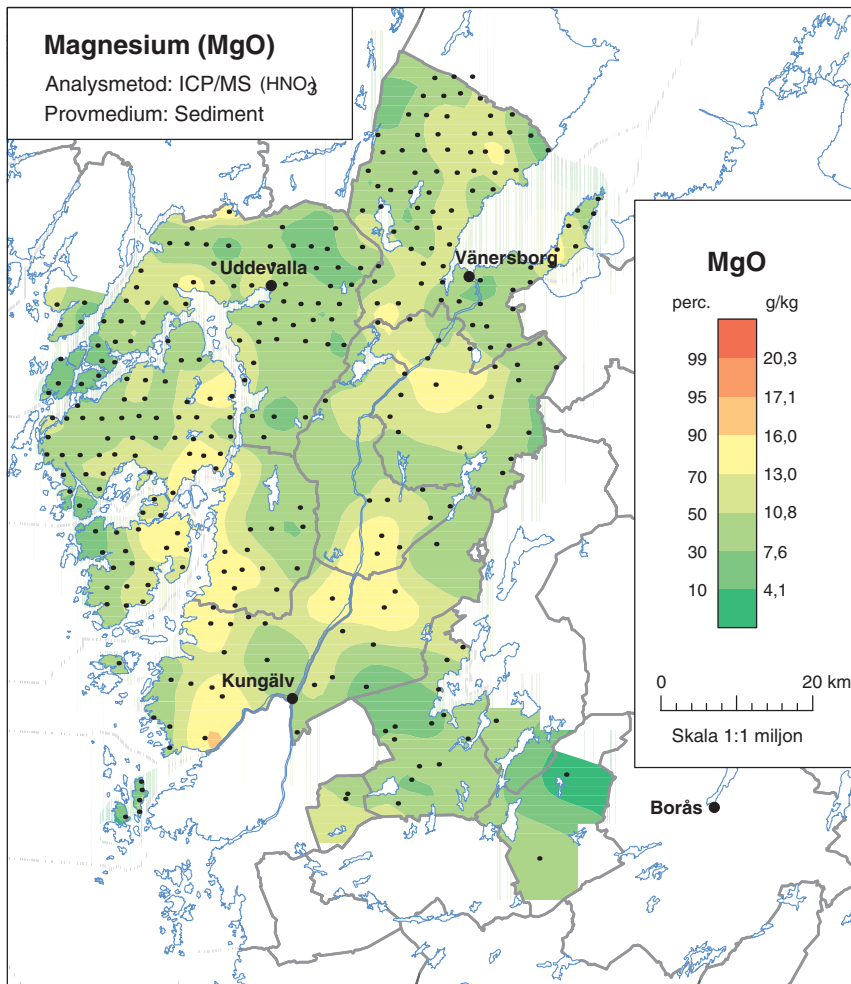 Magnesium (MgO)
Analysmetod: ICP/MS (HNO3)
Provmedium: Sediment
Uddevalla
Vänersborg
Kungälv
Borås
MgO
perc. g/kg
99 20,3
95 17,1
90 16,0
70 13,0
50 10,8
30 7,6
10 4,1
0 20 km
Skala 1:1 miljon